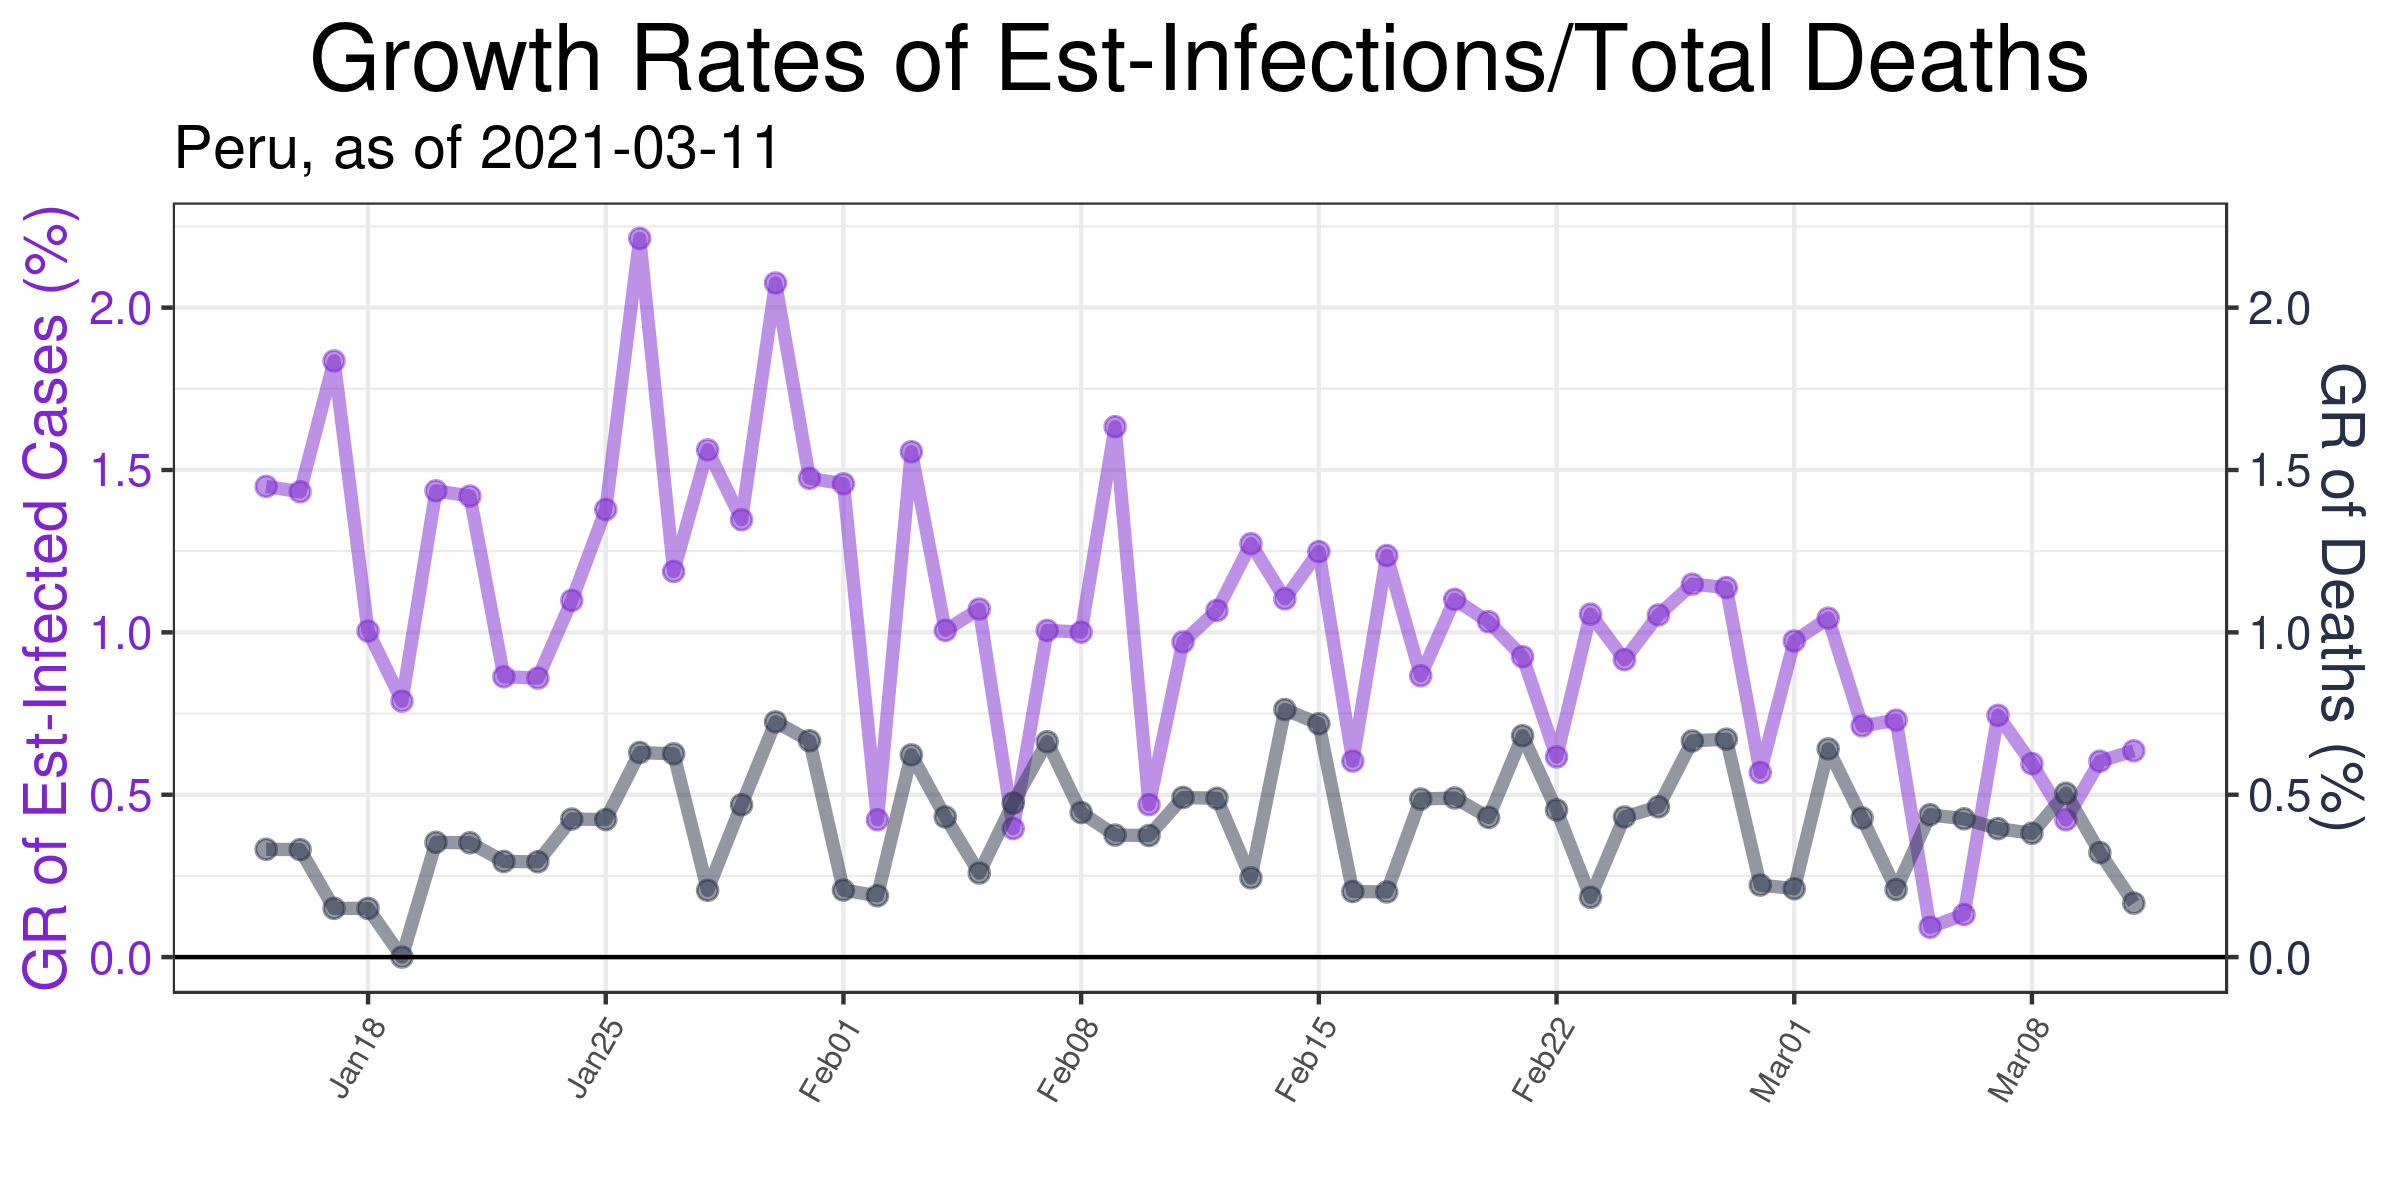 Growth Rates of Est-Infections/Total Deaths
Peru, as of 2021-03-11
GR of Est-Infected Cases (%)
2.0
1.5
1.0
0.5
0.0
2.0
1.5
1.0
0.5
0.0
GR of Deaths (%)
Jan18
Jan25
Feb01
Feb08
Feb15
Feb22
Mar01
Mar08